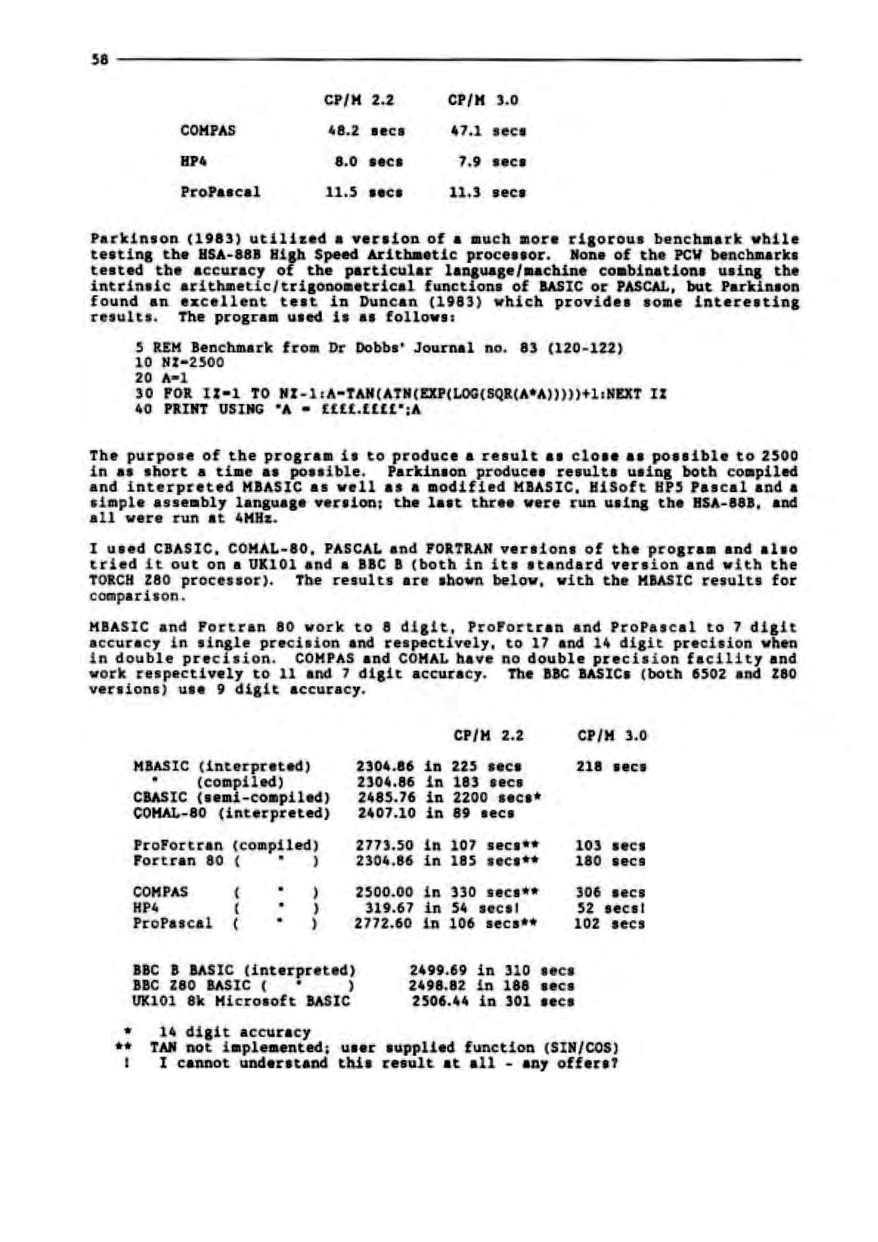 58
CP/M 2.2 CP/M 3.0
COMPAS 48.2 secs 47.1 secs
HP4 8.0 secs 7.9 secs
ProPascal 11.5 secs 11.3 secs
Parkinson (1983) utilized a version of a much more rigorous benchmark while
testing the HSA-88B High Speed Arithmetic processor. None of the PCW benchmarks
tested the accuracy of the particular language/machine combinations using the
intrinsic arithmetic/trigonometrical functions of BASIC or PASCAL, but Parkinson
found an excellent test in Duncan (1983) which provides some interesting
results. The program used is as follows:
5 REM Benchmark from Dr Dobbs' Journal no. 83 (120-122)
10 N%=2500
20 A=1
30 FOR I%=1 TO N%-1:A=TAN(ATN(EXP(LOG(SQR(A*A)))))+1:NEXT I%
40 PRINT USING "A = ££££.££££";A
The purpose of the program is to produce a result as close as possible to 2500
in as short a time as possible. Parkinson produces results using both compiled
and interpreted MBASIC as well as a modified MBASIC, HiSoft HP5 Pascal and a
simple assembly language version; the last three were run using the HSA-88B, and
all were run at 4MHz.
I used CBASIC, COMAL-80, PASCAL and FORTRAN versions of the program and also
tried it out on a UK101 and a BBC B (both in its standard version and with the
TORCH Z80 processor). The results are shown below, with the MBASIC results for
comparison.
MBASIC and Fortran 80 work to 8 digit, ProFortran and ProPascal to 7 digit
accuracy in single precision and respectively, to 17 and 14 digit precision when
in double precision. COMPAS and COMAL have no double precision facility and
work respectively to 11 and 7 digit accuracy. The BBC BASICs (both 6502 and Z80
versions) use 9 digit accuracy.
CP/M 2.2 CP/M 3.0
MBASIC (interpreted) 2304.86 in 225 secs 218 secs
" (compiled) 2304.86 in 183 secs
CBASIC (semi-compiled) 2485.76 in 2200 secs*
COMAL-80 (interpreted) 2407.10 in 89 secs
ProFortran (compiled) 2773.50 in 107 secs** 103 secs
Fortran 80 ( " ) 2304.86 in 185 secs** 180 secs
COMPAS ( " ) 2500.00 in 330 secs** 306 secs
HP4 ( " ) 319.67 in 54 secs! 52 secs!
ProPascal ( " ) 2772.60 in 106 secs** 102 secs
BBC B BASIC (interpreted) 2499.69 in 310 secs
BBC Z80 BASIC ( " ) 2498.82 in 188 secs
UK101 8k Microsoft BASIC 2506.44 in 301 secs
* 14 digit accuracy
** TAN not implemented; user supplied function (SIN/COS)
! I cannot understand this result at all - any offers?